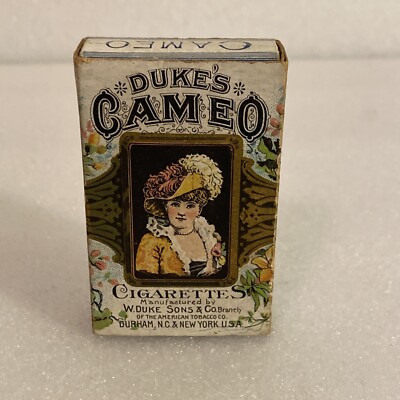 CAMEO
DUKE'S
CAMEO
CIGARETTES
Manufactured by
W. DUKE SONS & CO. Branch
OF THE AMERICAN TOBACCO CO.
DURHAM, N.C. & NEW YORK U.S.A.